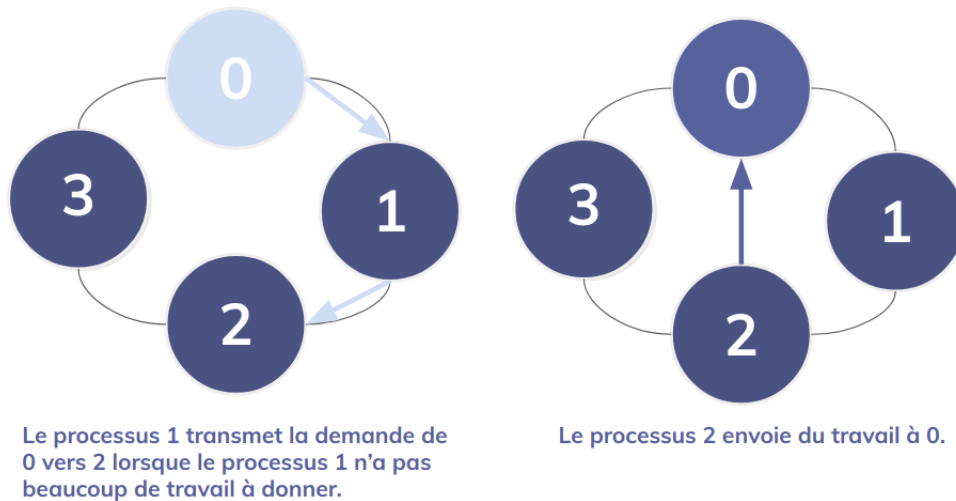 0
3
1
2
Le processus 1 transmet la demande de
0 vers 2 lorsque le processus 1 n'a pas
beaucoup de travail à donner.
0
3
1
2
Le processus 2 envoie du travail à 0.